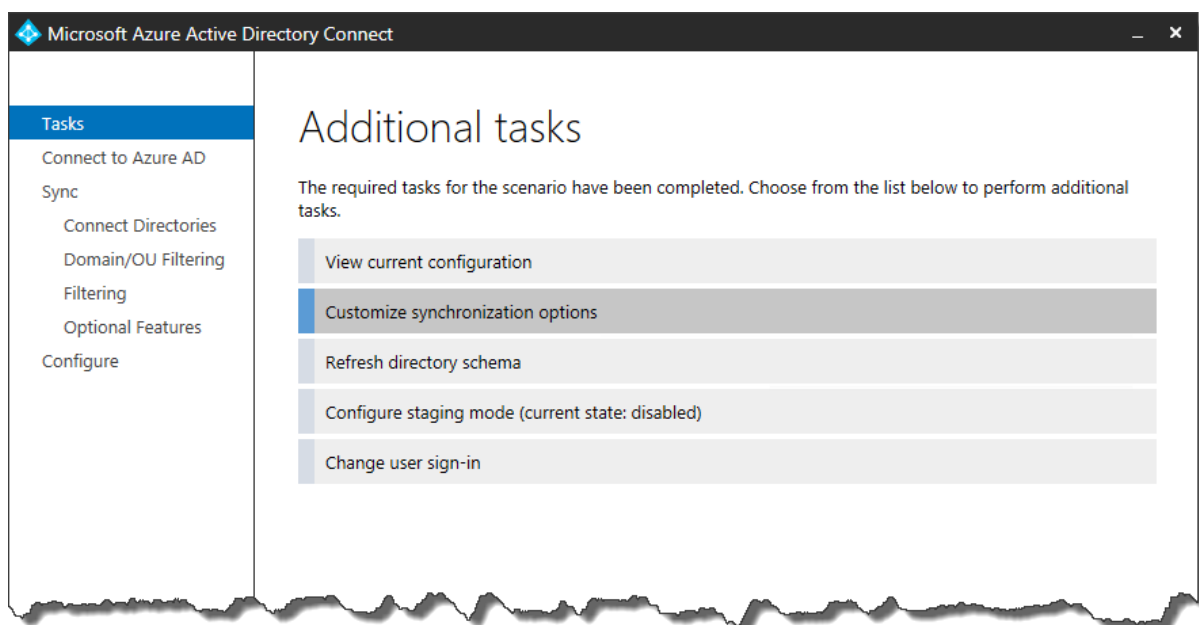 Microsoft Azure Active Directory Connect
Tasks
Connect to Azure AD
Sync
Connect Directories
Domain/OU Filtering
Filtering
Optional Features
Configure
Additional tasks
The required tasks for the scenario have been completed. Choose from the list below to perform additional
tasks.
View current configuration
Customize synchronization options
Refresh directory schema
Configure staging mode (current state: disabled)
Change user sign-in